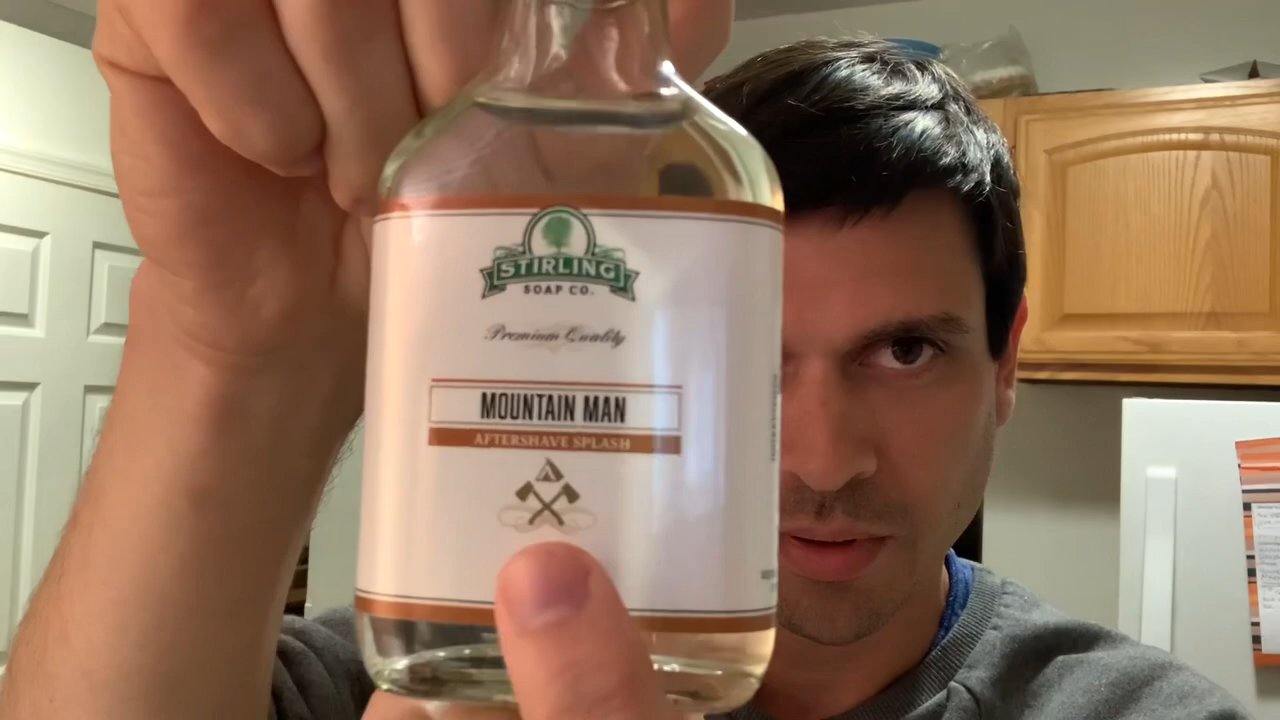 STIRLING
SOAP CO.
Premium Quality
MOUNTAIN MAN
AFTERSHAVE SPLASH